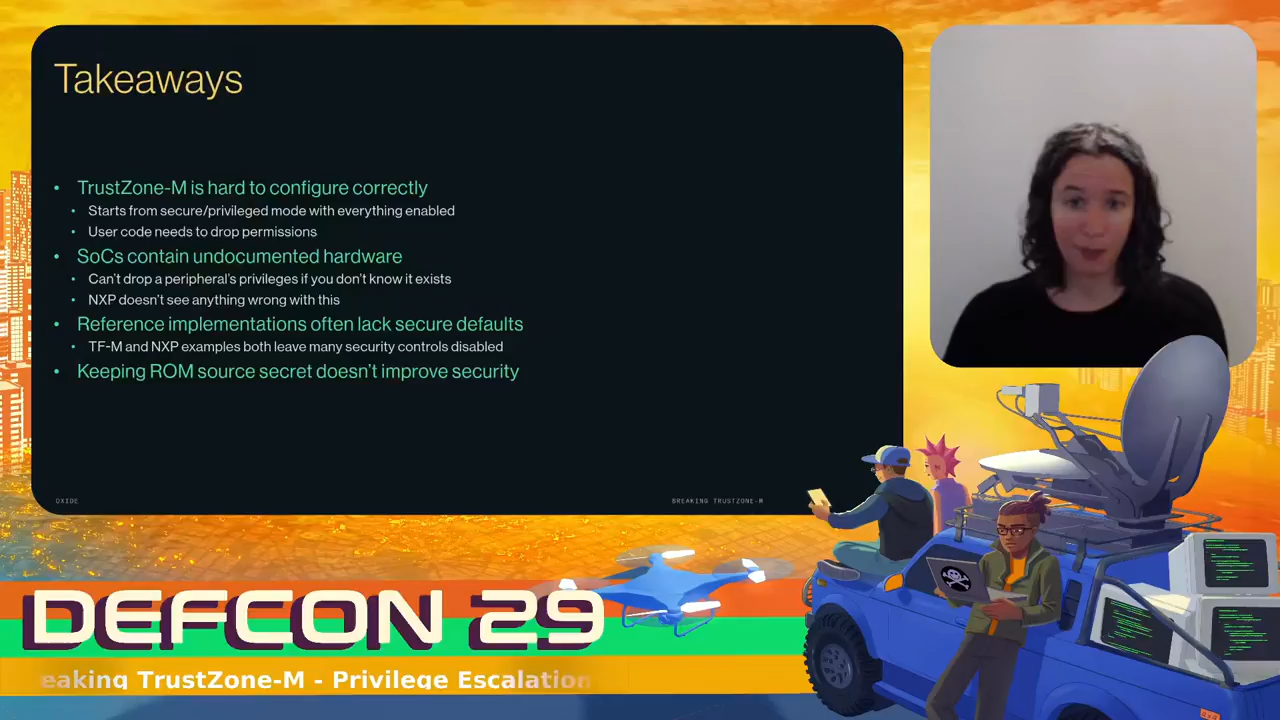 Takeaways
• TrustZone-M is hard to configure correctly
• Starts from secure/privileged mode with everything enabled
• User code needs to drop permissions
• SoCs contain undocumented hardware
• Can't drop a peripheral's privileges if you don't know it exists
• NXP doesn't see anything wrong with this
• Reference implementations often lack secure defaults
• TF-M and NXP examples both leave many security controls disabled
• Keeping ROM source secret doesn't improve security
OXIDE
BREAKING TRUSTZONE-M
DEFCON 29
eaking TrustZone-M - Privilege Escalation